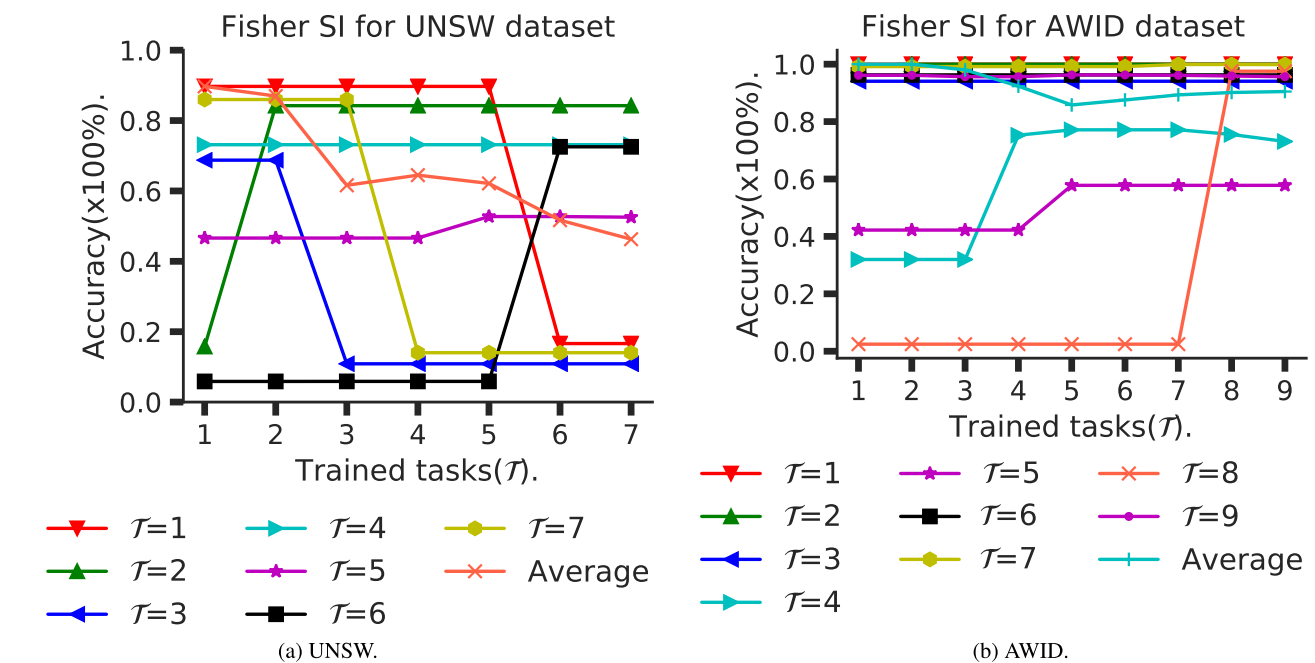 Fisher SI for UNSW dataset
Accuracy(x100%).
1.0
0.8
0.6
0.4
0.2
0.0
1 2 3 4 5 6 7
Trained tasks(𝒯).
𝒯=1
𝒯=2
𝒯=3
𝒯=4
𝒯=5
𝒯=6
𝒯=7
Average
(a) UNSW.
Fisher SI for AWID dataset
Accuracy(x100%).
1.0
0.8
0.6
0.4
0.2
0.0
1 2 3 4 5 6 7 8 9
Trained tasks(𝒯).
𝒯=1
𝒯=2
𝒯=3
𝒯=4
𝒯=5
𝒯=6
𝒯=7
𝒯=8
𝒯=9
Average
(b) AWID.